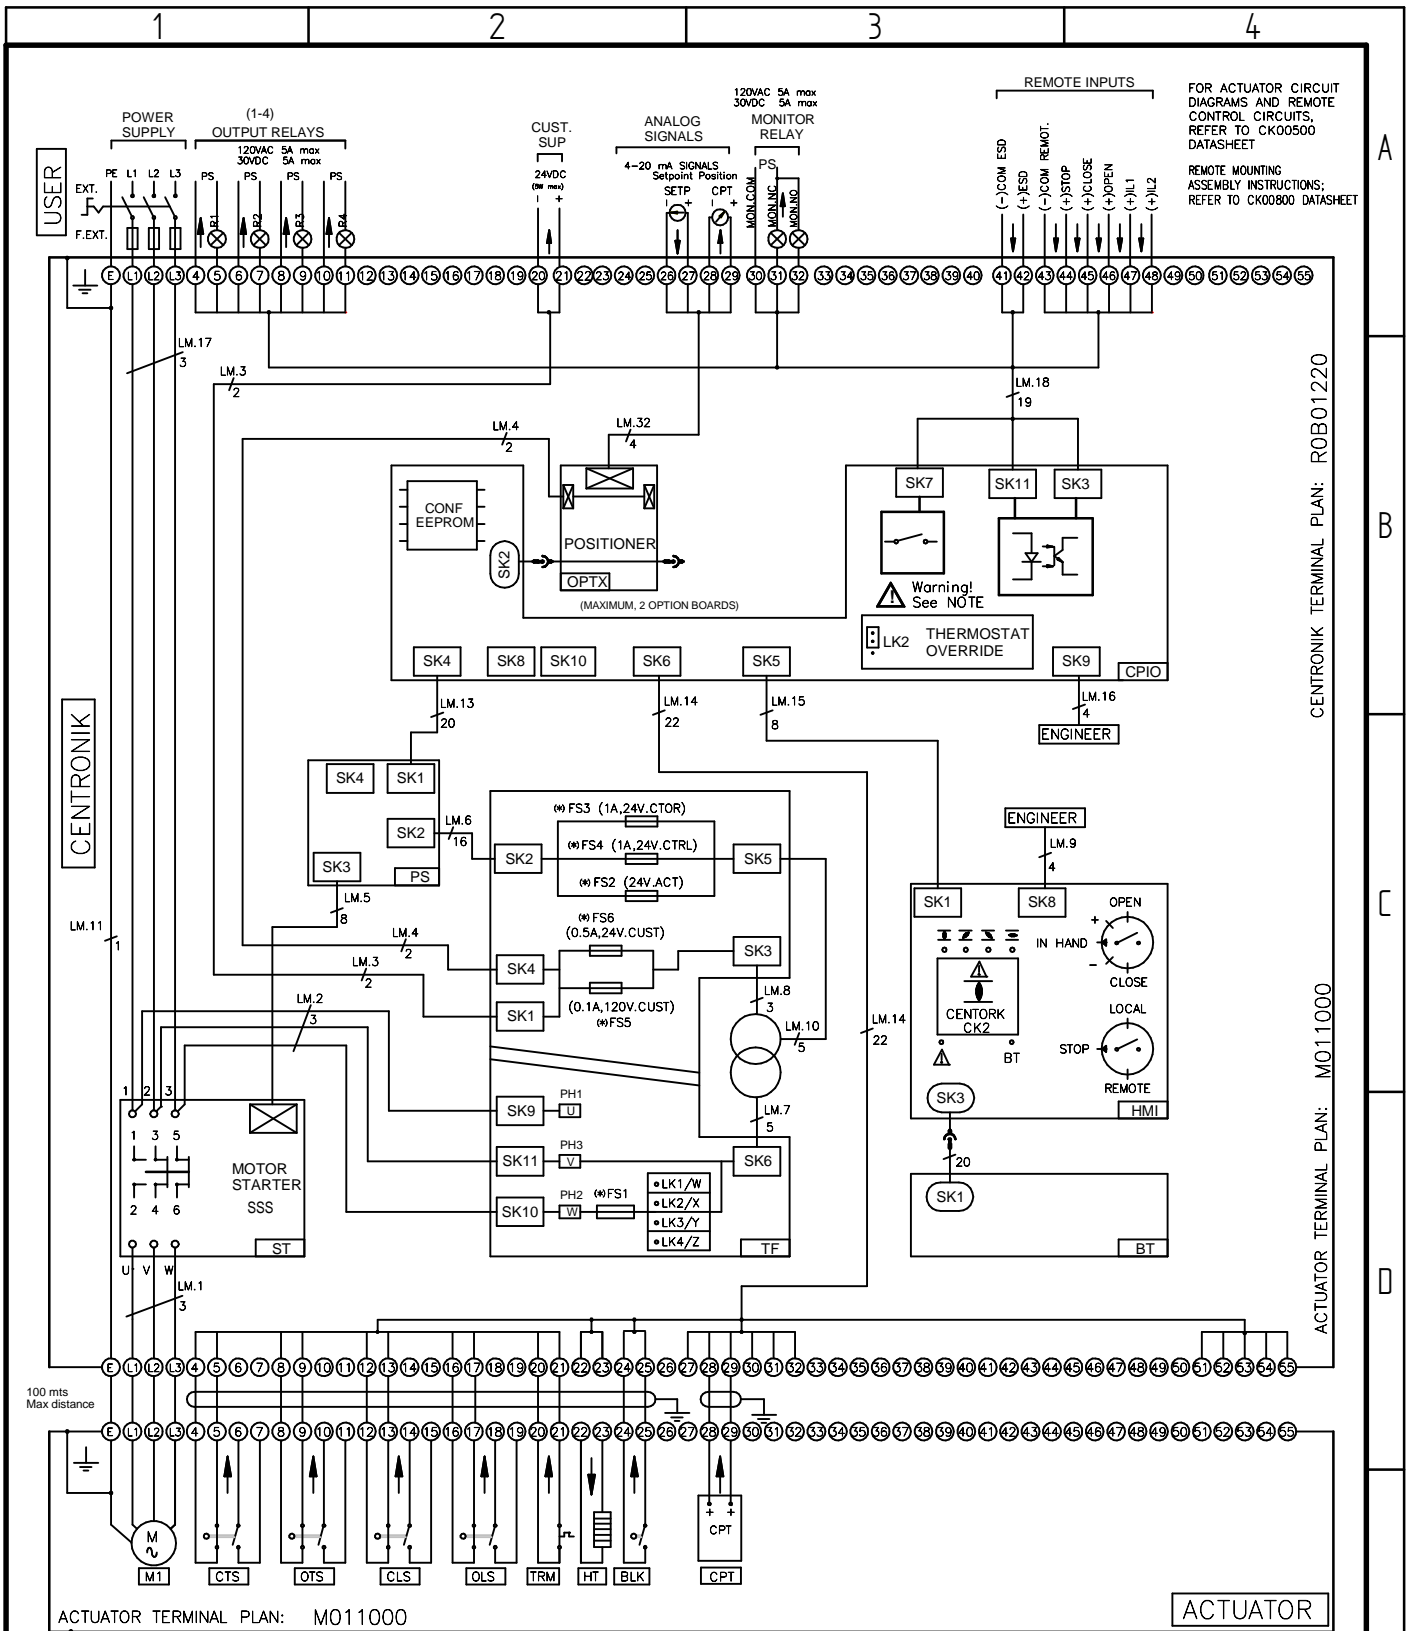 1 2 3 4
A
B
C
D
USER
POWER
SUPPLY
(1-4)
OUTPUT RELAYS
120VAC 5A max
30VDC 5A max
PE L1 L2 L3
PS PS PS PS
EXT.
F.EXT.
R1 R2 R3 R4
CUST.
SUP
24VDC
(5W max)
- +
ANALOG
SIGNALS
4-20 mA SIGNALS
Setpoint Position
SETP CPT
- + - +
120VAC 5A max
30VDC 5A max
MONITOR
RELAY
PS
MON.COM
MON.NC
MON.NO
REMOTE INPUTS
(-)COM ESD
(+)ESD
(-)COM REMOT.
(+)STOP
(+)CLOSE
(+)OPEN
(+)IL1
(+)IL2
FOR ACTUATOR CIRCUIT
DIAGRAMS AND REMOTE
CONTROL CIRCUITS,
REFER TO CK00500
DATASHEET
REMOTE MOUNTING
ASSEMBLY INSTRUCTIONS;
REFER TO CK00800 DATASHEET
E L1 L2 L3 4 5 6 7 8 9 10 11 12 13 14 15 16 17 18 19 20 21 22 23 24 25 26 27 28 29 30 31 32 33 34 35 36 37 38 39 40 41 42 43 44 45 46 47 48 49 50 51 52 53 54 55
LM.17
3
LM.3
2
LM.4
2
LM.32
4
LM.18
19
CENTRONIK TERMINAL PLAN: R0B01220
CONF
EEPROM
SK2
POSITIONER
OPTX
(MAXIMUM, 2 OPTION BOARDS)
SK7
SK11
SK3
Warning!
See NOTE
LK2
THERMOSTAT
OVERRIDE
SK4
SK8
SK10
SK6
SK5
SK9
CPIO
LM.13
20
LM.14
22
LM.15
8
LM.16
4
ENGINEER
CENTRONIK
SK4
SK1
SK2
SK3
PS
LM.6
16
LM.5
8
LM.11
1
LM.4
2
LM.3
2
LM.2
3
(*) FS3 (1A,24V.CTOR)
(*) FS4 (1A,24V.CTRL)
(*) FS2 (24V.ACT)
(*) FS6
(0.5A,24V.CUST)
(0.1A,120V.CUST)
(*)FS5
SK2
SK5
SK4
SK3
SK1
LM.8
3
LM.10
5
LM.7
5
LM.14
22
SK9
PH1
U
SK11
PH3
V
SK6
SK10
PH2
W
(*)FS1
LK1/W
LK2/X
LK3/Y
LK4/Z
TF
ENGINEER
LM.9
4
SK1
SK8
OPEN
+
IN HAND
-
CLOSE
CENTORK
CK2
BT
LOCAL
STOP
REMOTE
SK3
HMI
20
SK1
BT
ACTUATOR TERMINAL PLAN: M011000
1 2 3
1 3 5
2 4 6
MOTOR
STARTER
SSS
ST
U V W
LM.1
3
E L1 L2 L3 4 5 6 7 8 9 10 11 12 13 14 15 16 17 18 19 20 21 22 23 24 25 26 27 28 29 30 31 32 33 34 35 36 37 38 39 40 41 42 43 44 45 46 47 48 49 50 51 52 53 54 55
100 mts
Max distance
E L1 L2 L3 4 5 6 7 8 9 10 11 12 13 14 15 16 17 18 19 20 21 22 23 24 25 26 27 28 29 30 31 32 33 34 35 36 37 38 39 40 41 42 43 44 45 46 47 48 49 50 51 52 53 54 55
M
+ +
CPT
M1
CTS
OTS
CLS
OLS
TRM
HT
BLK
CPT
ACTUATOR TERMINAL PLAN: M011000
ACTUATOR